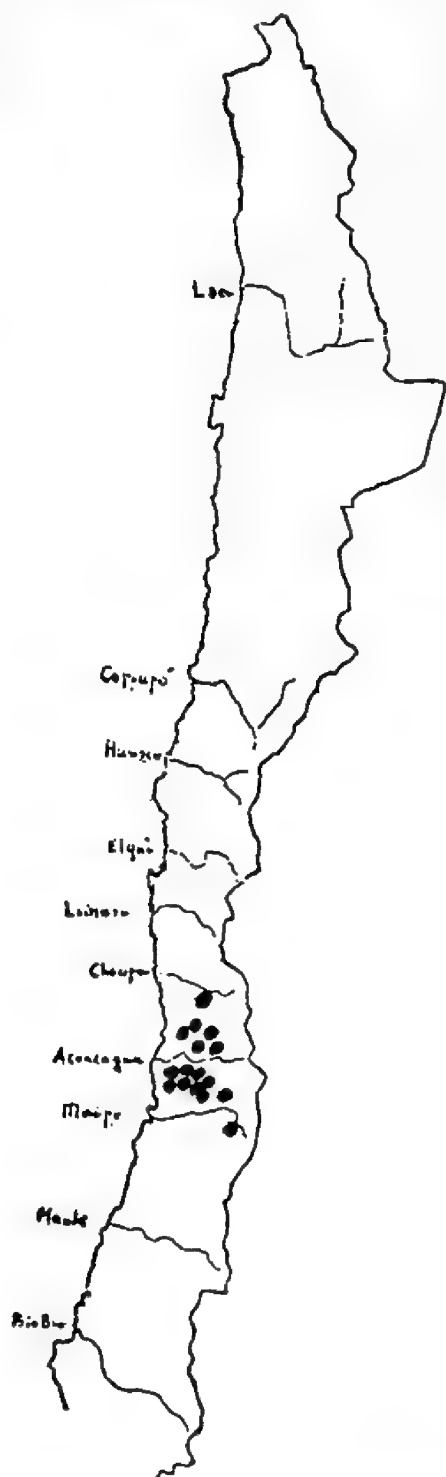 Loa
Copiapó
Huasco
Elqui
Limarí
Choapa
Aconcagua
Maipo
Maule
BioBio